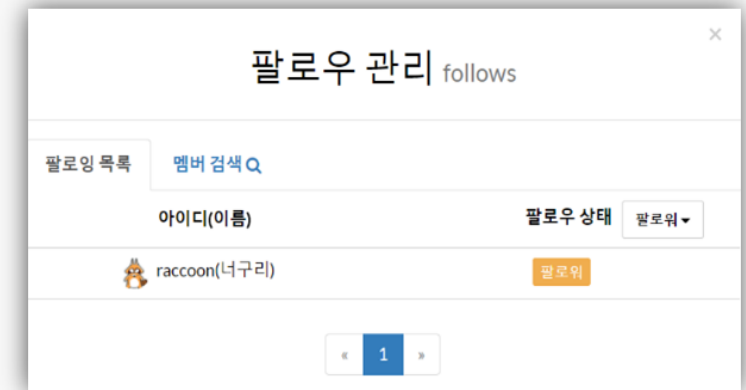 ×
팔로우 관리 follows
팔로잉 목록 멤버 검색
아이디(이름) 팔로우 상태 팔로워
raccoon(너구리) 팔로워
« 1 »